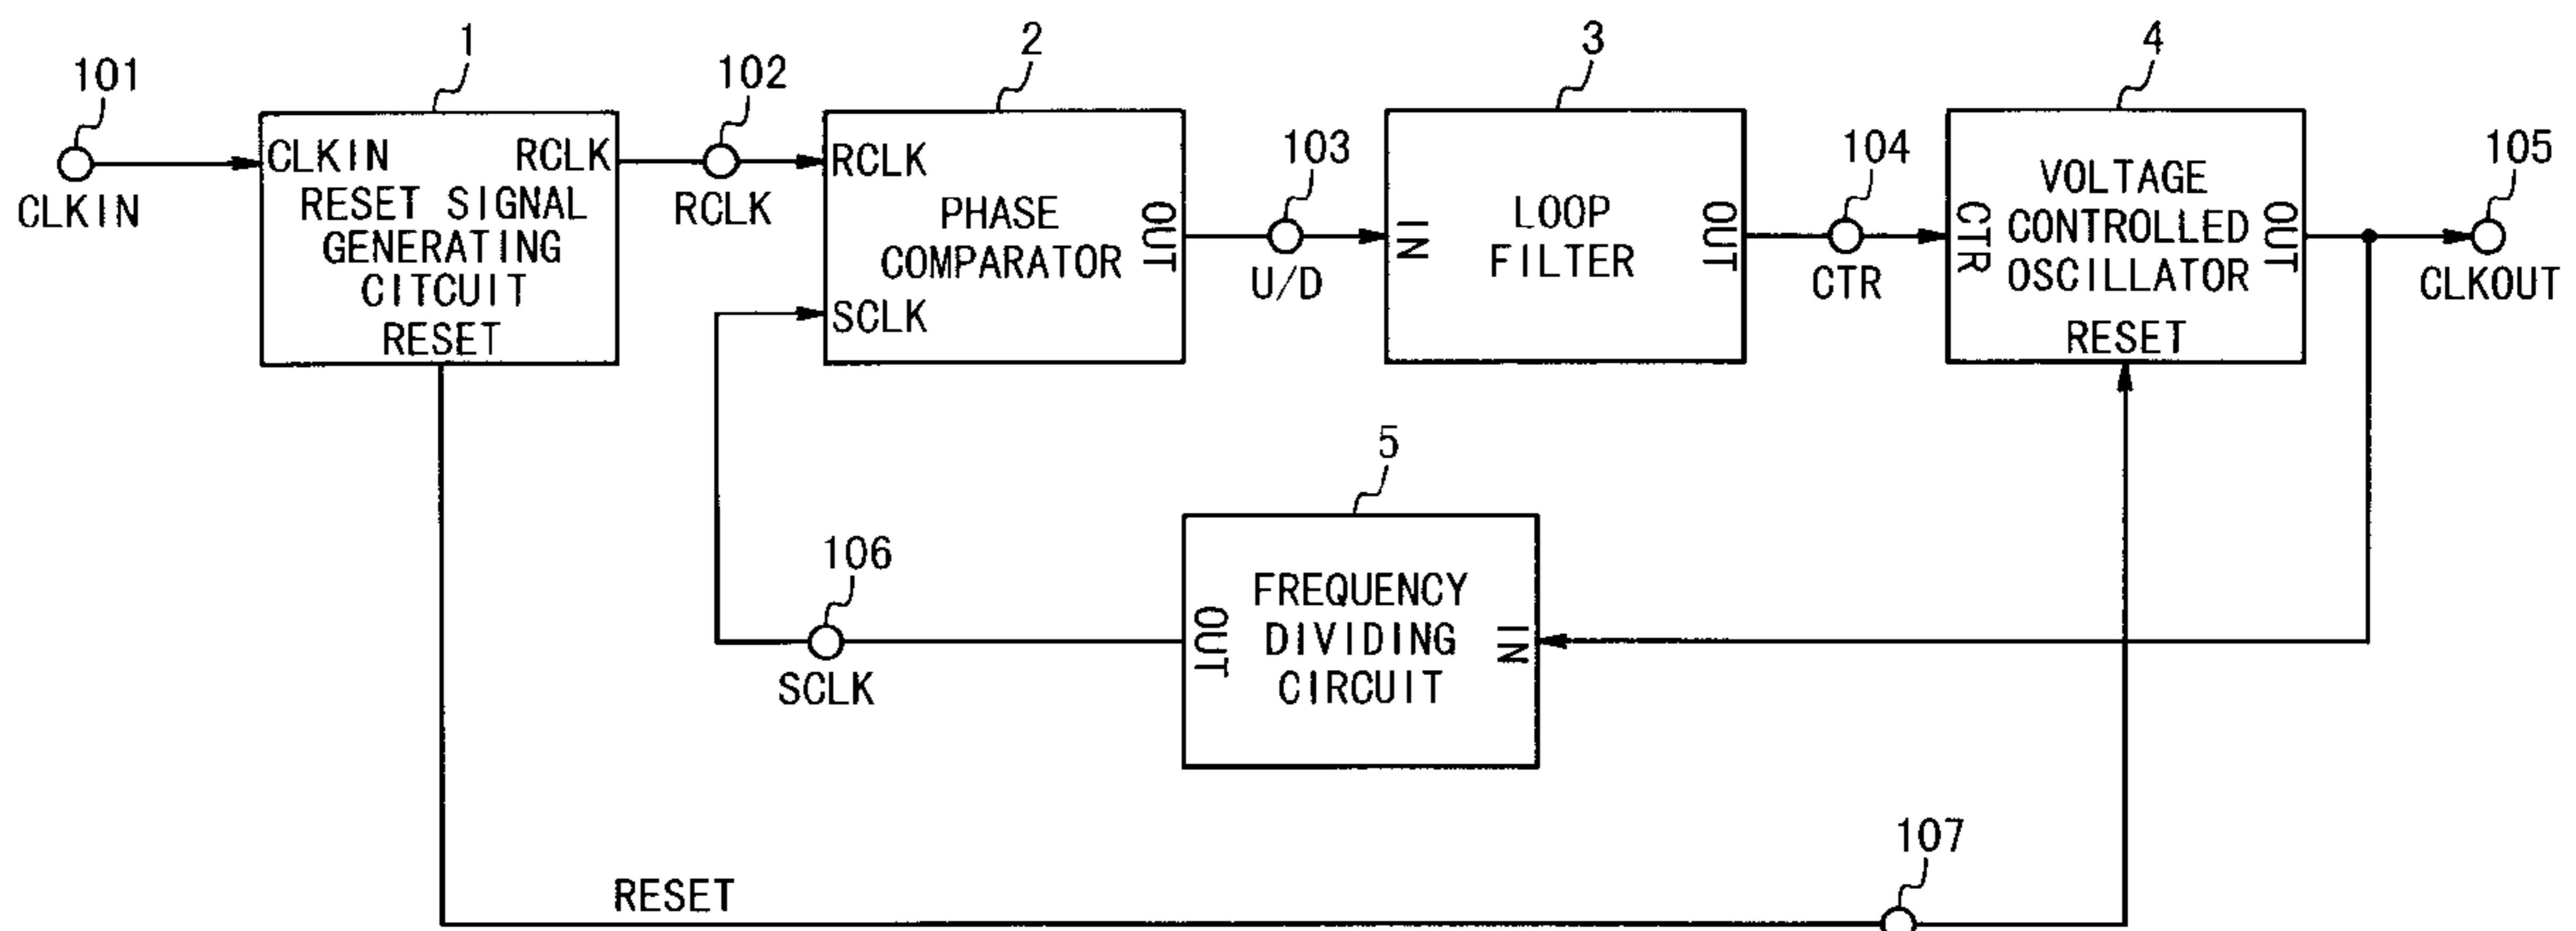 1
2
3
4
101
102
103
104
105
CLKIN
RCLK
CLKIN
RESET SIGNAL
GENERATING
CITCUIT
RESET
RCLK
RCLK
SCLK
PHASE
COMPARATOR
OUT
U/D
IN
LOOP
FILTER
OUT
CTR
CTR
VOLTAGE
CONTROLLED
OSCILLATOR
RESET
OUT
CLKOUT
5
106
SCLK
OUT
FREQUENCY
DIVIDING
CIRCUIT
IN
107
RESET